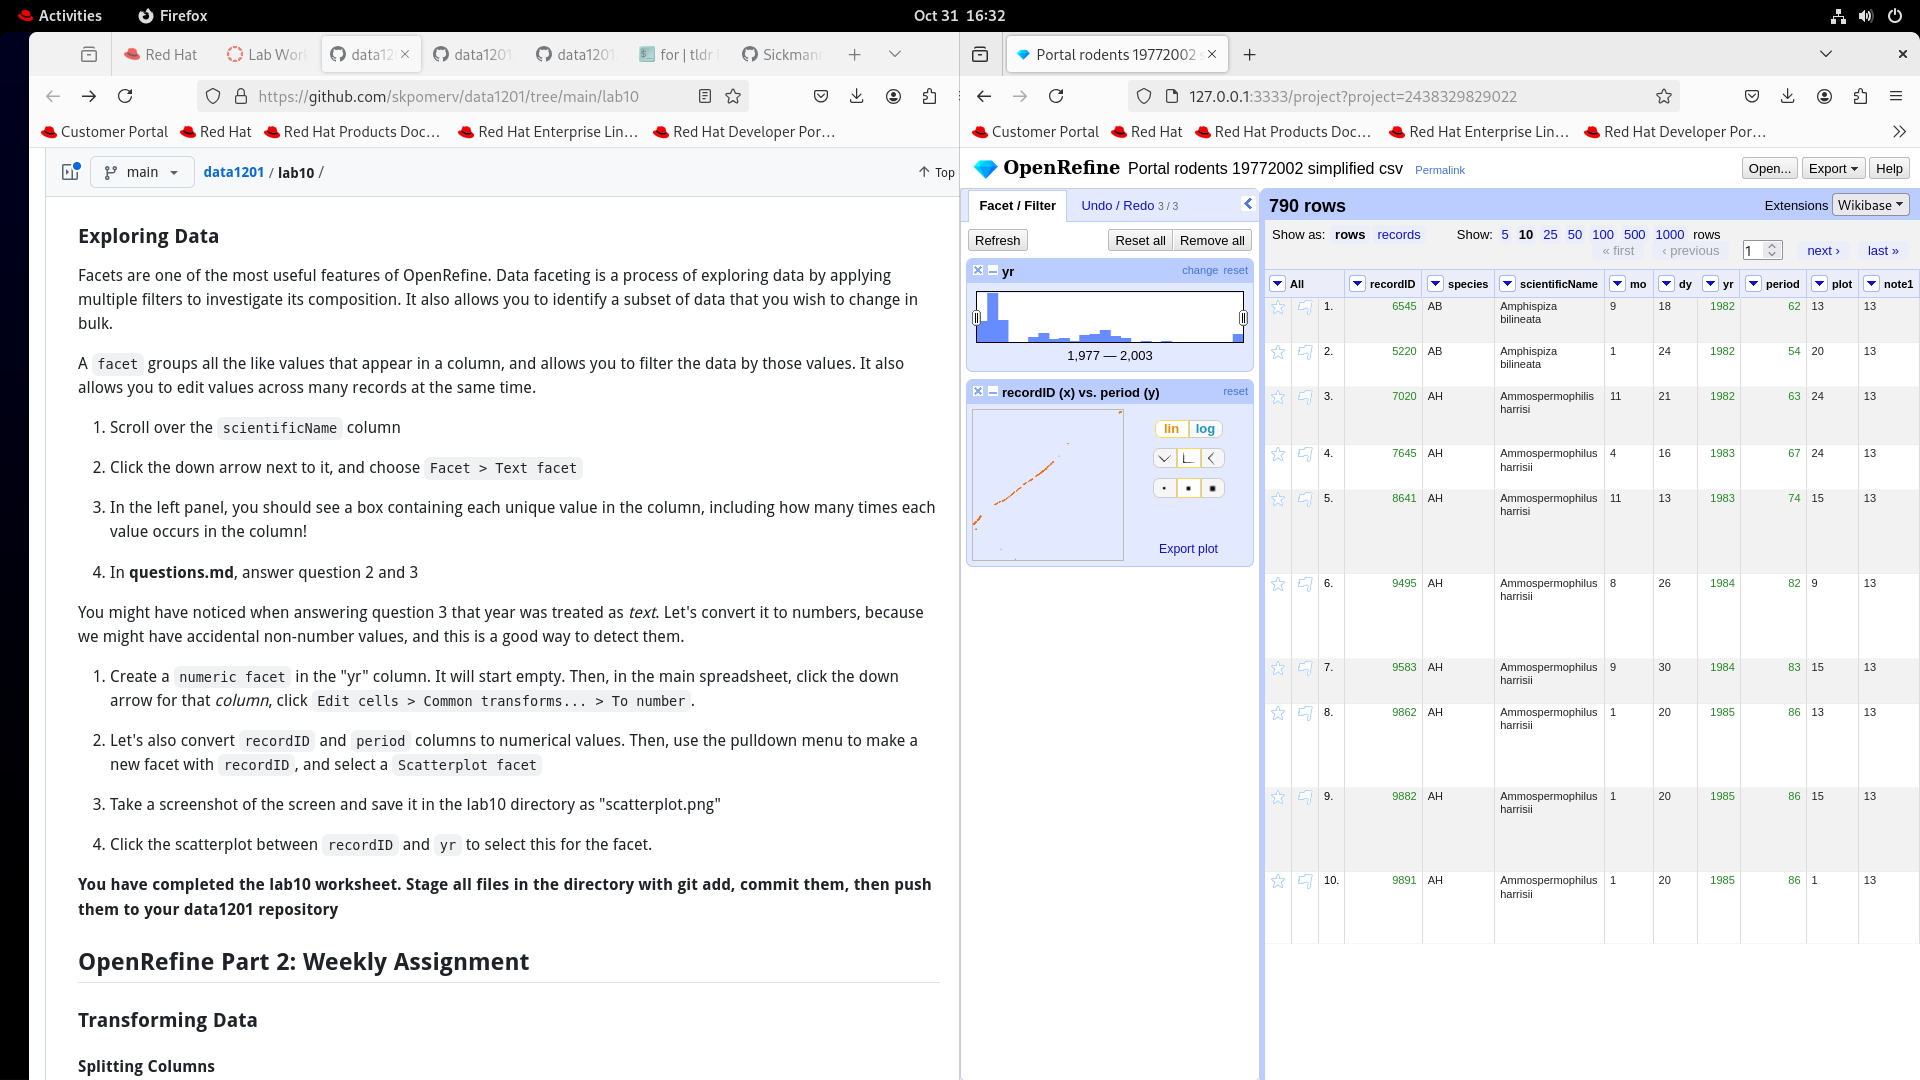 Activities Firefox Oct 31 16:32
Red Hat Lab Wor data12 data1201 data1201 for | tldr Sickmann
https://github.com/skpomerv/data1201/tree/main/lab10
Customer Portal Red Hat Red Hat Products Doc… Red Hat Enterprise Lin… Red Hat Developer Por…
main data1201 / lab10 / Top
Exploring Data
Facets are one of the most useful features of OpenRefine. Data faceting is a process of exploring data by applying
multiple filters to investigate its composition. It also allows you to identify a subset of data that you wish to change in
bulk.
A facet groups all the like values that appear in a column, and allows you to filter the data by those values. It also
allows you to edit values across many records at the same time.
1. Scroll over the scientificName column
2. Click the down arrow next to it, and choose Facet > Text facet
3. In the left panel, you should see a box containing each unique value in the column, including how many times each
value occurs in the column!
4. In questions.md, answer question 2 and 3
You might have noticed when answering question 3 that year was treated as text. Let's convert it to numbers, because
we might have accidental non-number values, and this is a good way to detect them.
1. Create a numeric facet in the "yr" column. It will start empty. Then, in the main spreadsheet, click the down
arrow for that column, click Edit cells > Common transforms... > To number.
2. Let's also convert recordID and period columns to numerical values. Then, use the pulldown menu to make a
new facet with recordID, and select a Scatterplot facet
3. Take a screenshot of the screen and save it in the lab10 directory as "scatterplot.png"
4. Click the scatterplot between recordID and yr to select this for the facet.
You have completed the lab10 worksheet. Stage all files in the directory with git add, commit them, then push
them to your data1201 repository
OpenRefine Part 2: Weekly Assignment
Transforming Data
Splitting Columns
Portal rodents 19772002 s
127.0.0.1:3333/project?project=2438329829022
Customer Portal Red Hat Red Hat Products Doc… Red Hat Enterprise Lin… Red Hat Developer Por…
OpenRefine Portal rodents 19772002 simplified csv Permalink Open... Export Help
Facet / Filter Undo / Redo 3 / 3
Refresh Reset all Remove all
yr change reset
1,977 — 2,003
recordID (x) vs. period (y) reset
lin log
Export plot
790 rows Extensions Wikibase
Show as: rows records Show: 5 10 25 50 100 500 1000 rows
« first ‹ previous 1 next › last »
All recordID species scientificName mo dy yr period plot note1
1. 6545 AB Amphispiza 9 18 1982 62 13 13
bilineata
2. 5220 AB Amphispiza 1 24 1982 54 20 13
bilineata
3. 7020 AH Ammospermophilis 11 21 1982 63 24 13
harrisi
4. 7645 AH Ammospermophilus 4 16 1983 67 24 13
harrisii
5. 8641 AH Ammospermophilus 11 13 1983 74 15 13
harrisi
6. 9495 AH Ammospermophilus 8 26 1984 82 9 13
harrisii
7. 9583 AH Ammospermophilus 9 30 1984 83 15 13
harrisii
8. 9862 AH Ammospermophilus 1 20 1985 86 13 13
harrisii
9. 9882 AH Ammospermophilus 1 20 1985 86 15 13
harrisii
10. 9891 AH Ammospermophilus 1 20 1985 86 1 13
harrisii